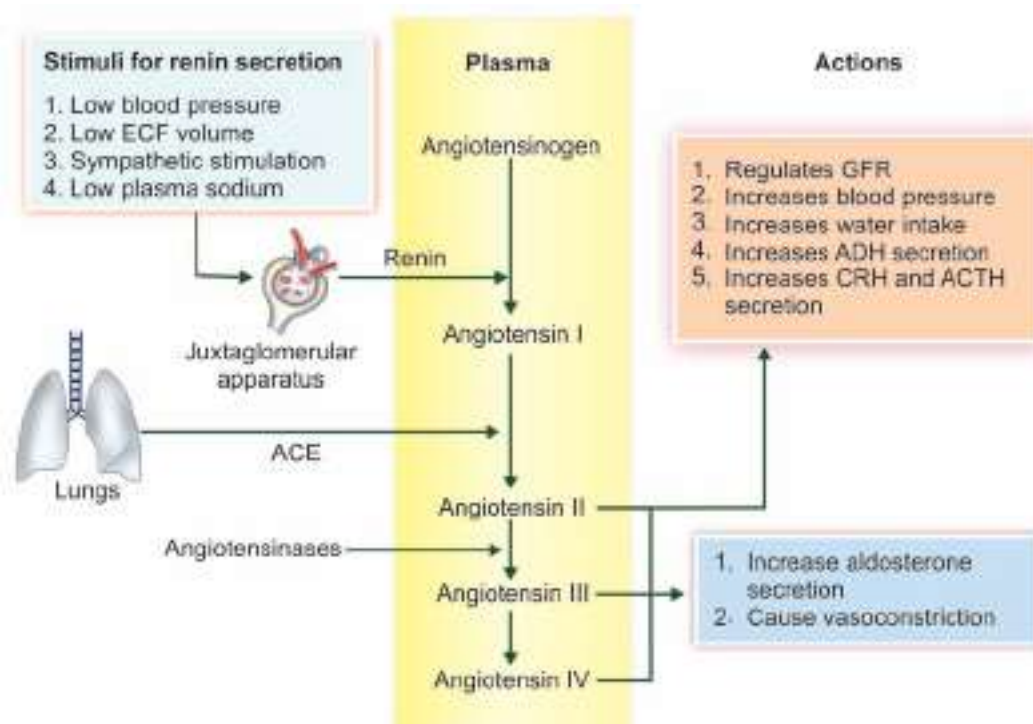 Stimuli for renin secretion
1. Low blood pressure
2. Low ECF volume
3. Sympathetic stimulation
4. Low plasma sodium
Plasma
Actions
Angiotensinogen
1. Regulates GFR
2. Increases blood pressure
3. Increases water intake
4. Increases ADH secretion
5. Increases CRH and ACTH
secretion
Renin
Juxtaglomerular
apparatus
Angiotensin I
ACE
Lungs
Angiotensin II
Angiotensinases
Angiotensin III
1. Increase aldosterone
secretion
2- Cause vasoconstriction
Angiotensin IV